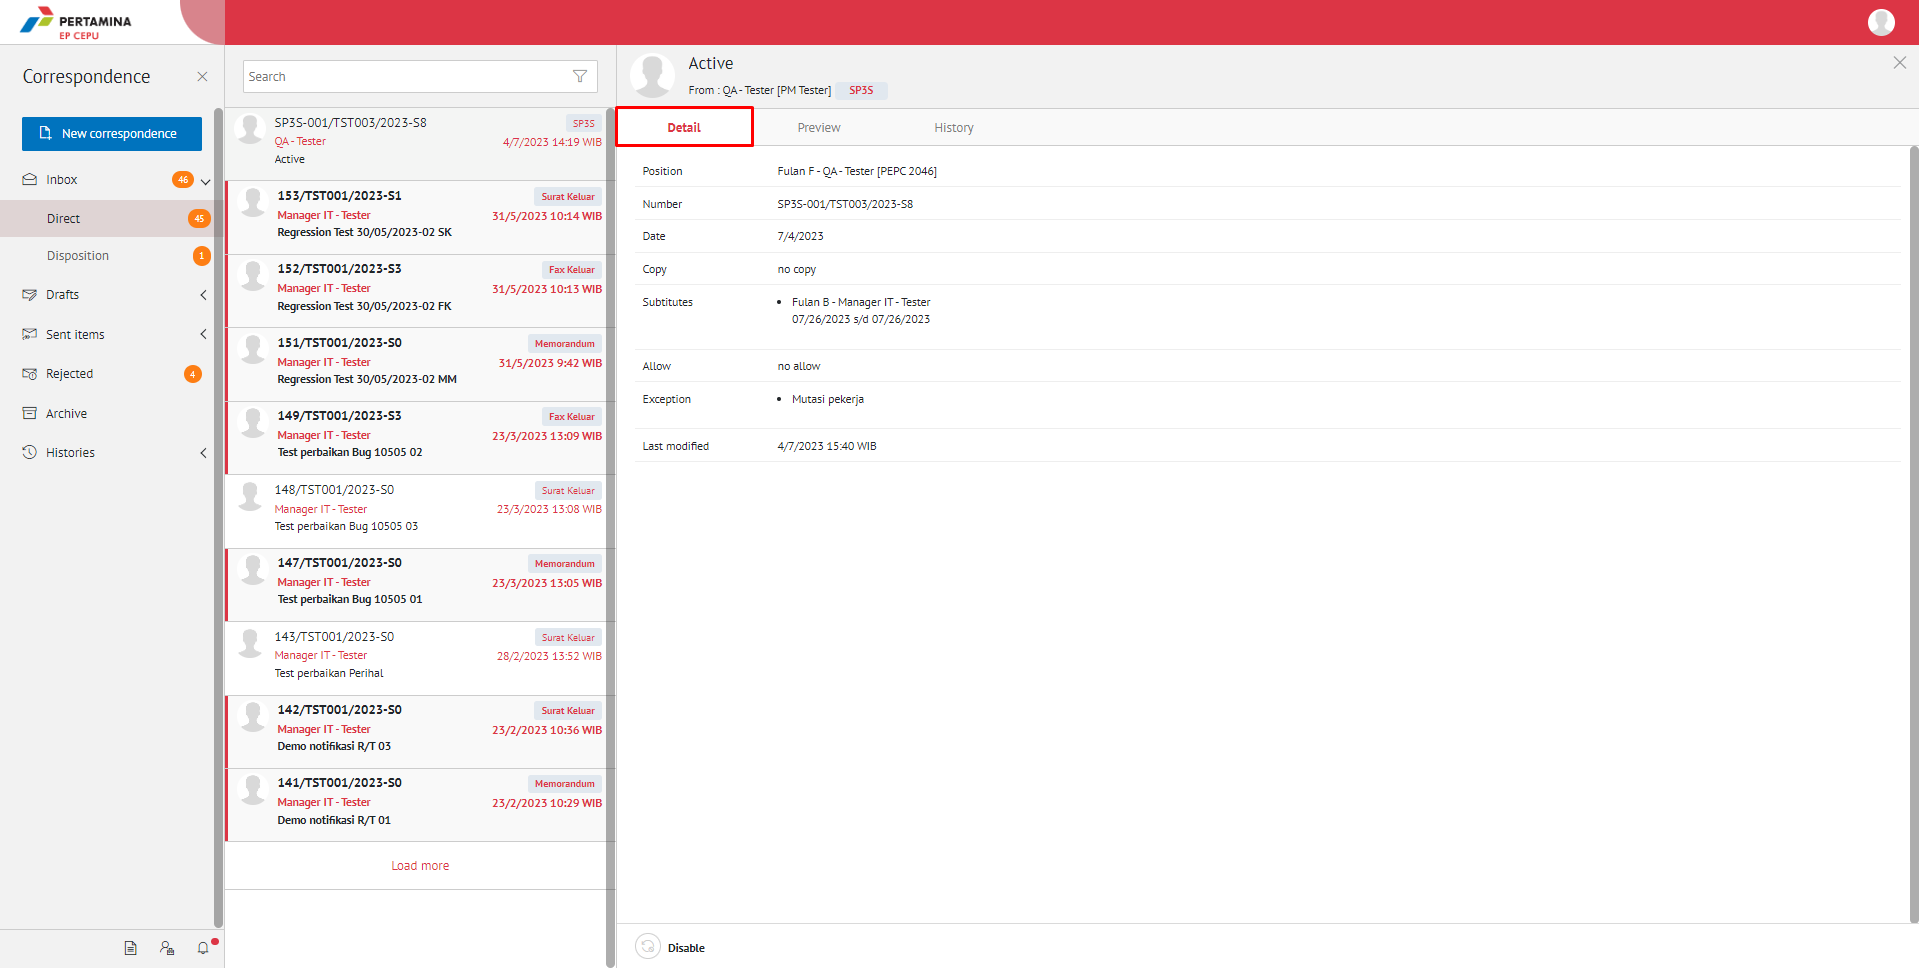 PERTAMINA
EP CEPU
Correspondence
New correspondence
Inbox 46
Direct 45
Disposition 1
Drafts
Sent items
Rejected 4
Archive
Histories
Search
SP3S-001/TST003/2023-S8 SP3S
QA - Tester 4/7/2023 14:19 WIB
Active
153/TST001/2023-S1 Surat Keluar
Manager IT - Tester 31/5/2023 10:14 WIB
Regression Test 30/05/2023-02 SK
152/TST001/2023-S3 Fax Keluar
Manager IT - Tester 31/5/2023 10:13 WIB
Regression Test 30/05/2023-02 FK
151/TST001/2023-S0 Memorandum
Manager IT - Tester 31/5/2023 9:42 WIB
Regression Test 30/05/2023-02 MM
149/TST001/2023-S3 Fax Keluar
Manager IT - Tester 23/3/2023 13:09 WIB
Test perbaikan Bug 10505 02
148/TST001/2023-S0 Surat Keluar
Manager IT - Tester 23/3/2023 13:08 WIB
Test perbaikan Bug 10505 03
147/TST001/2023-S0 Memorandum
Manager IT - Tester 23/3/2023 13:05 WIB
Test perbaikan Bug 10505 01
143/TST001/2023-S0 Surat Keluar
Manager IT - Tester 28/2/2023 13:52 WIB
Test perbaikan Perihal
142/TST001/2023-S0 Surat Keluar
Manager IT - Tester 23/2/2023 10:36 WIB
Demo notifikasi R/T 03
141/TST001/2023-S0 Memorandum
Manager IT - Tester 23/2/2023 10:29 WIB
Demo notifikasi R/T 01
Load more
Active
From : QA - Tester [PM Tester] SP3S
Detail Preview History
Position Fulan F - QA - Tester [PEPC 2046]
Number SP3S-001/TST003/2023-S8
Date 7/4/2023
Copy no copy
Subtitutes • Fulan B - Manager IT - Tester
07/26/2023 s/d 07/26/2023
Allow no allow
Exception • Mutasi pekerja
Last modified 4/7/2023 15:40 WIB
Disable